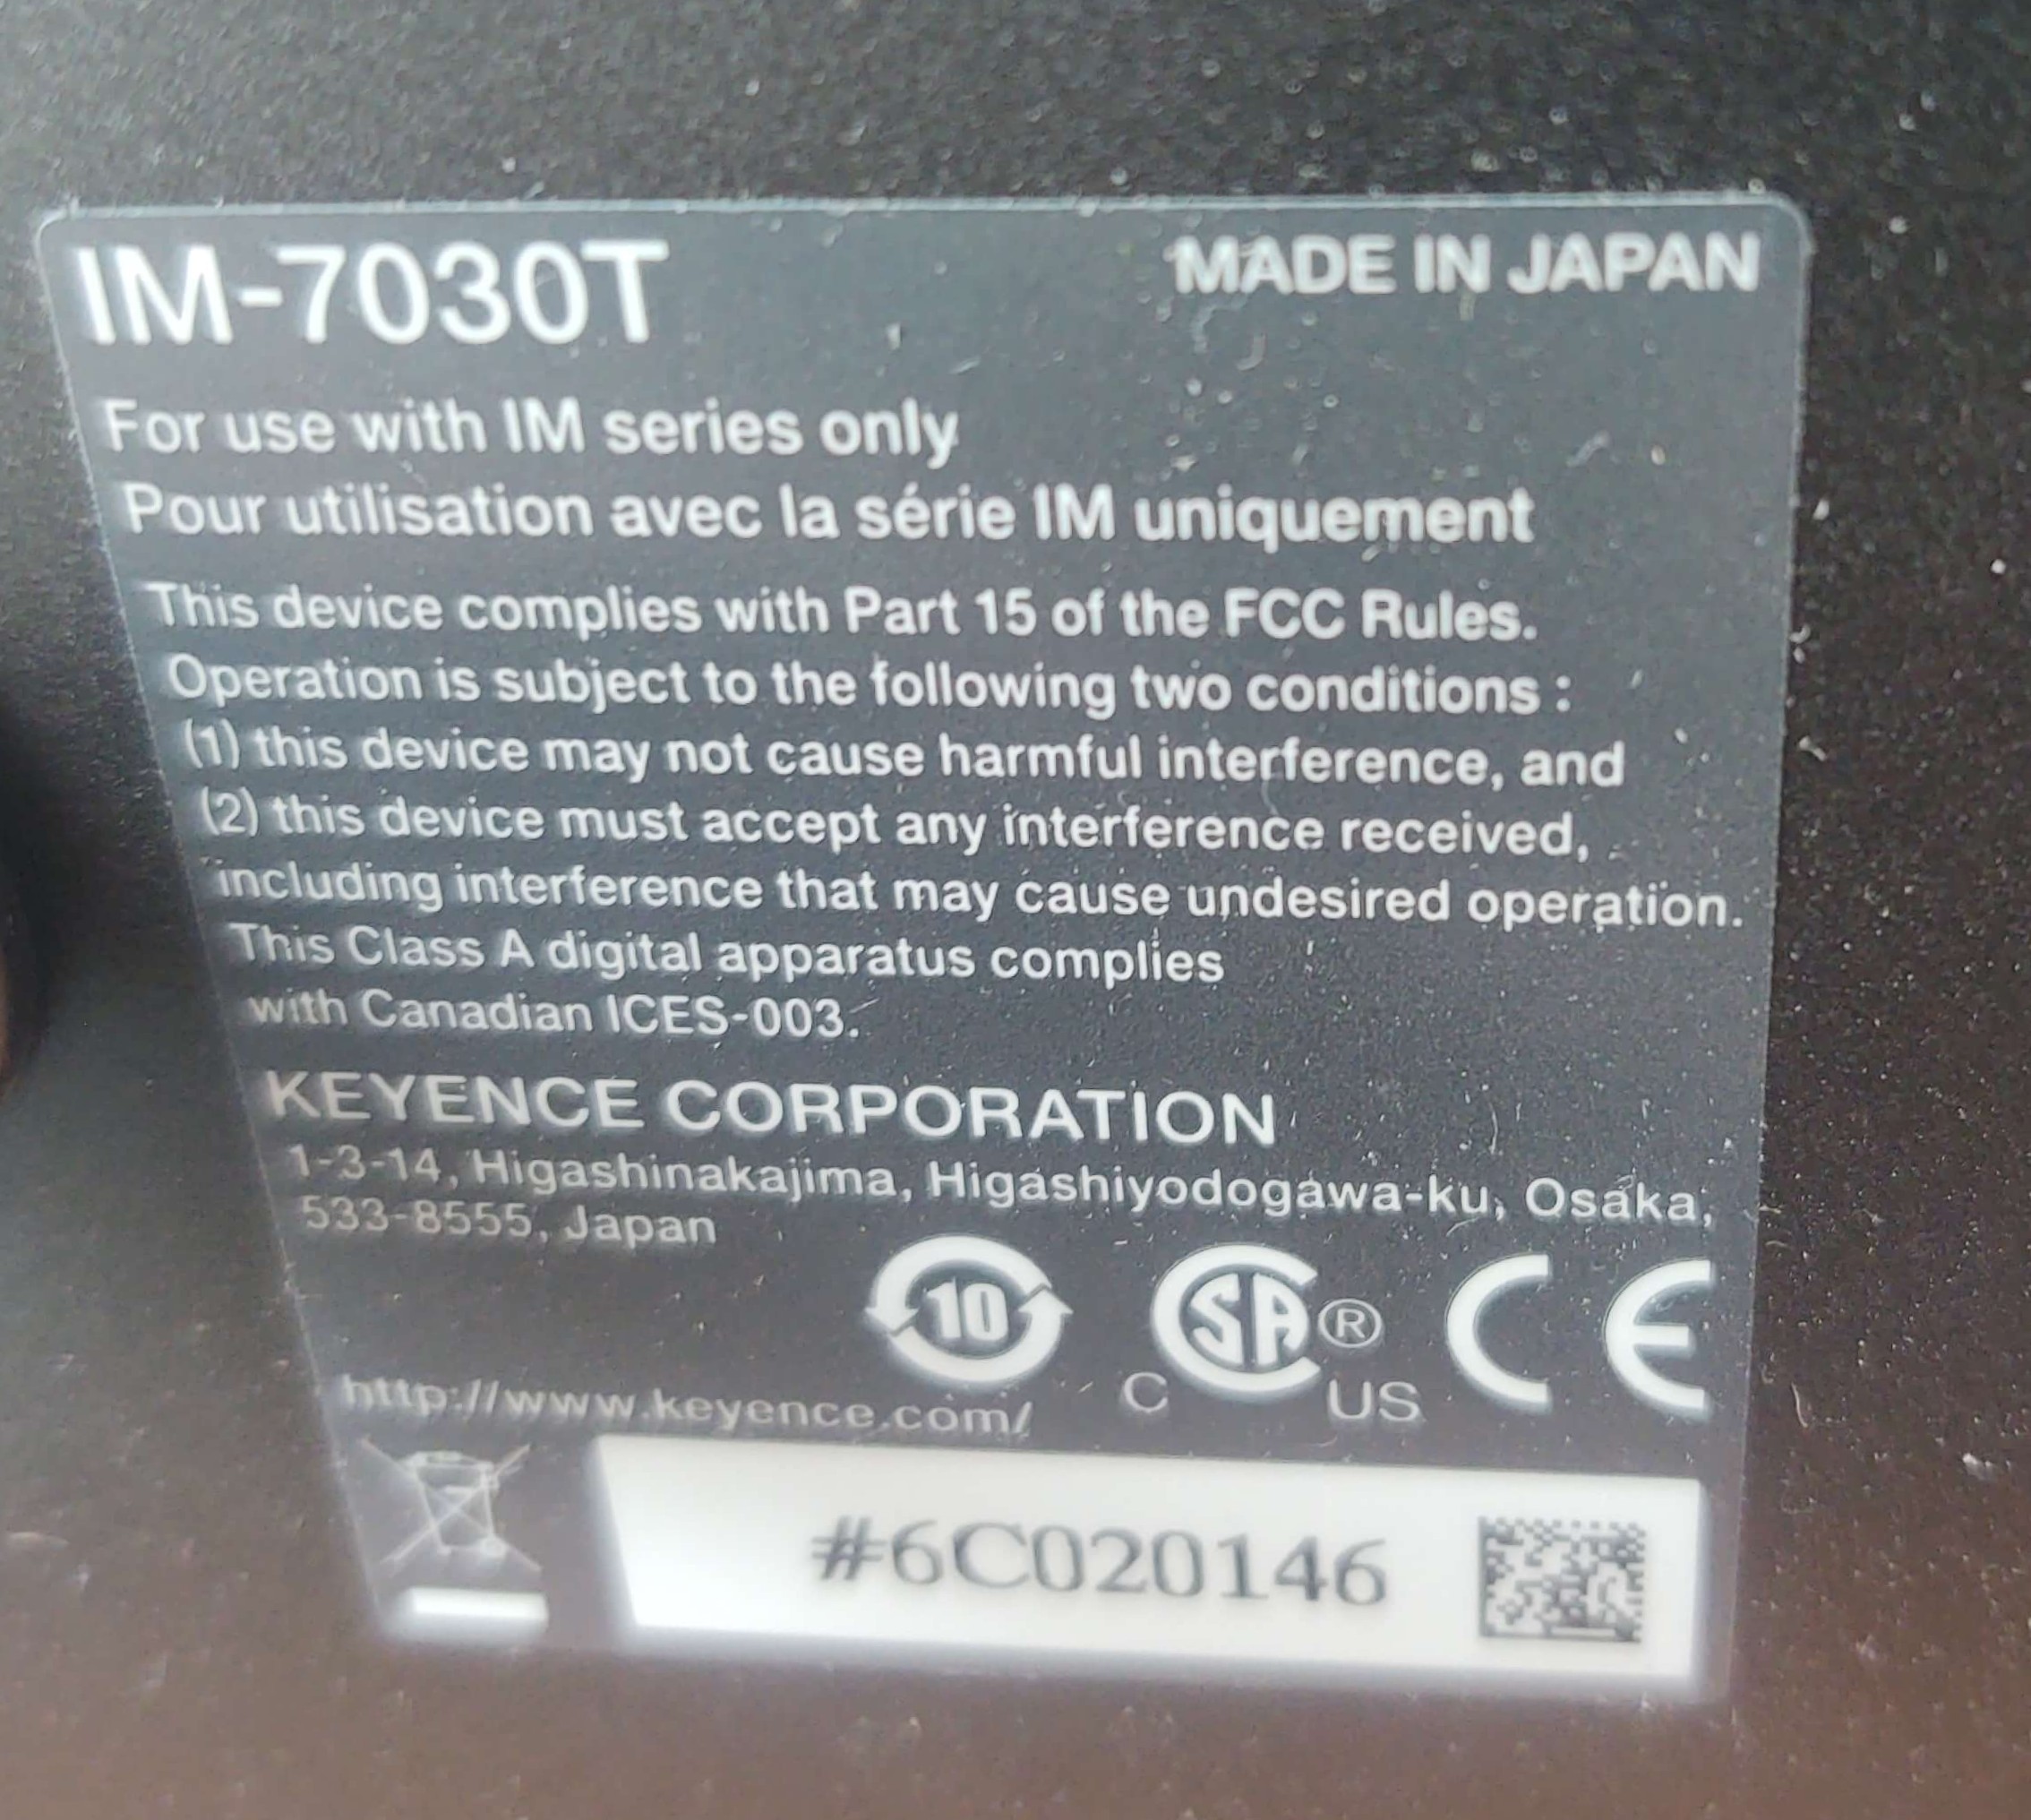 IM-7030T MADE IN JAPAN
For use with IM series only
Pour utilisation avec la série IM uniquement
This device complies with Part 15 of the FCC Rules.
Operation is subject to the following two conditions :
(1) this device may not cause harmful interference, and
(2) this device must accept any interference received,
including interference that may cause undesired operation.
This Class A digital apparatus complies
with Canadian ICES-003.
KEYENCE CORPORATION
1-3-14, Higashinakajima, Higashiyodogawa-ku, Osaka,
533-8555, Japan
10 C SA ® US CE
http://www.keyence.com/
#6C020146